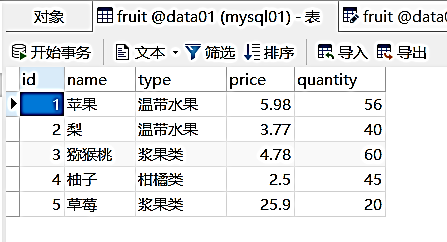 对象 fruit @data01 (mysql01) - 表 fruit @data
开始事务 文本 筛选 排序 导入 导出
id name type price quantity
1 苹果 温带水果 5.98 56
2 梨 温带水果 3.77 40
3 猕猴桃 浆果类 4.78 60
4 柚子 柑橘类 2.5 45
5 草莓 浆果类 25.9 20